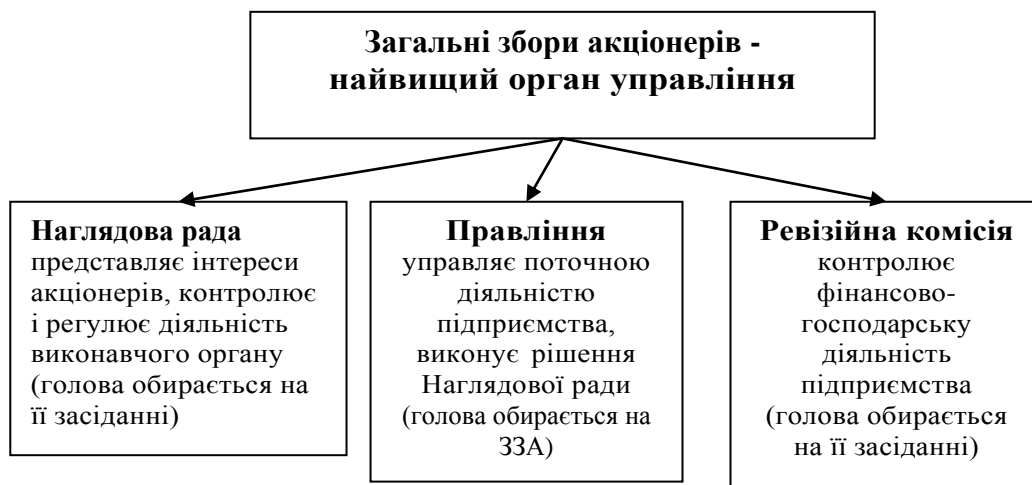 Загальні збори акціонерів -
найвищий орган управління
Наглядова рада
представляє інтереси
акціонерів, контролює
і регулює діяльність
виконавчого органу
(голова обирається на
її засіданні)
Правління
управляє поточною
діяльністю
підприємства,
виконує рішення
Наглядової ради
(голова обирається на
ЗЗА)
Ревізійна комісія
контролює
фінансово-
господарську
діяльність
підприємства
(голова обирається
на її засіданні)